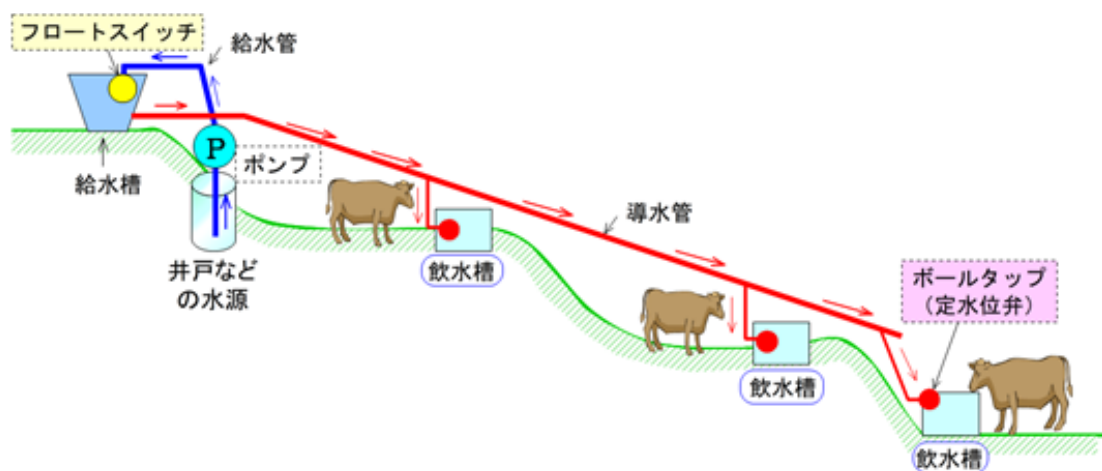 フロートスイッチ
給水管
P
ポンプ
給水槽
井戸など
の水源
導水管
飲水槽
ボールタップ
（定水位弁）
飲水槽
飲水槽